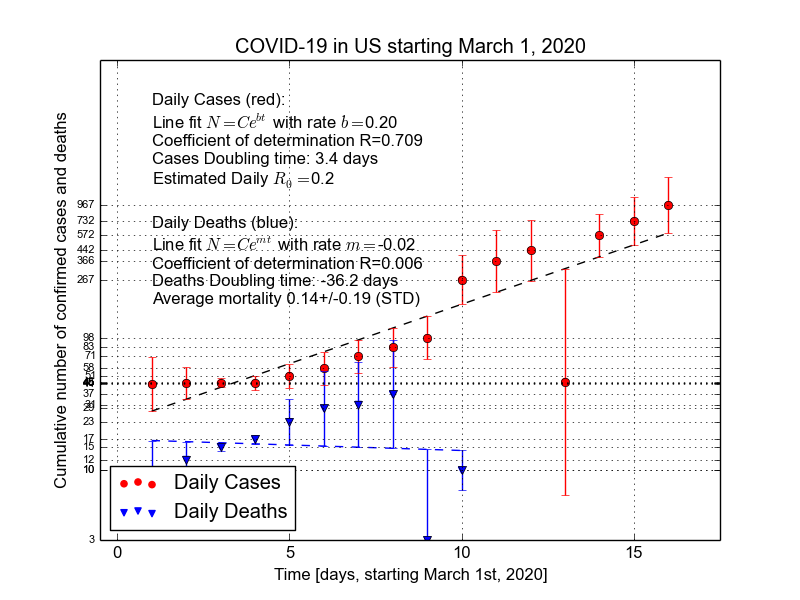 COVID-19 in US starting March 1, 2020
Daily Cases (red):
Line fit N=Ce^{bt} with rate b=0.20
Coefficient of determination R=0.709
Cases Doubling time: 3.4 days
Estimated Daily R_0=0.2
Daily Deaths (blue):
Line fit N=Ce^{mt} with rate m=-0.02
Coefficient of determination R=0.006
Deaths Doubling time: -36.2 days
Average mortality 0.14+/-0.19 (STD)
Cumulative number of confirmed cases and deaths
967
732
572
442
366
267
98
83
71
58
37
23
17
15
12
10
3
Daily Cases
Daily Deaths
0 5 10 15
Time [days, starting March 1st, 2020]